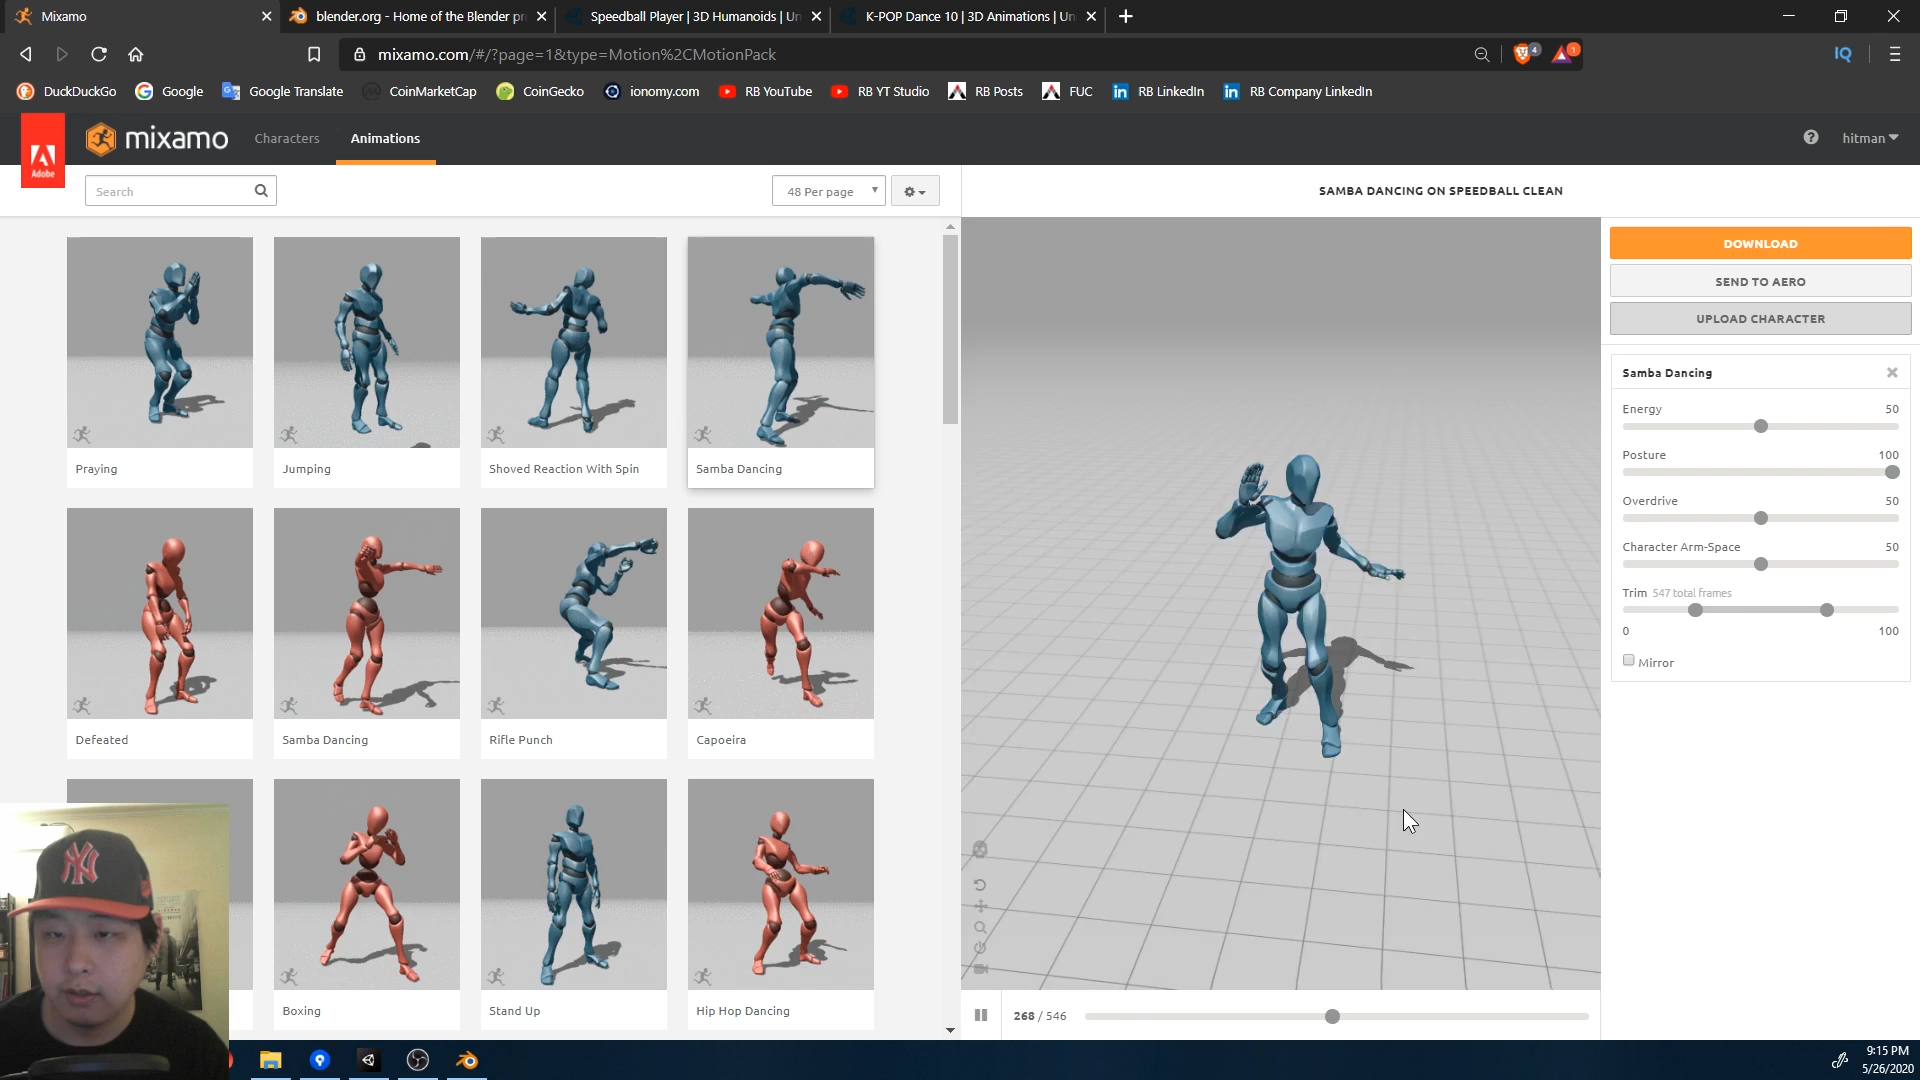 Mixamo
blender.org - Home of the Blender pr
Speedball Player | 3D Humanoids | Un
K-POP Dance 10 | 3D Animations | Un
mixamo.com/#/?page=1&type=Motion%2CMotionPack
4
1
IQ
DuckDuckGo
Google
Google Translate
CoinMarketCap
CoinGecko
ionomy.com
RB YouTube
RB YT Studio
RB Posts
FUC
RB LinkedIn
RB Company LinkedIn
Adobe
mixamo
Characters
Animations
hitman
Search
48 Per page
SAMBA DANCING ON SPEEDBALL CLEAN
DOWNLOAD
SEND TO AERO
UPLOAD CHARACTER
Praying
Jumping
Shoved Reaction With Spin
Samba Dancing
Samba Dancing
Energy 50
Posture 100
Overdrive 50
Character Arm-Space 50
Trim 547 total frames
0 100
Mirror
Defeated
Samba Dancing
Rifle Punch
Capoeira
Boxing
Stand Up
Hip Hop Dancing
268 / 546
NY
9:15 PM
5/26/2020